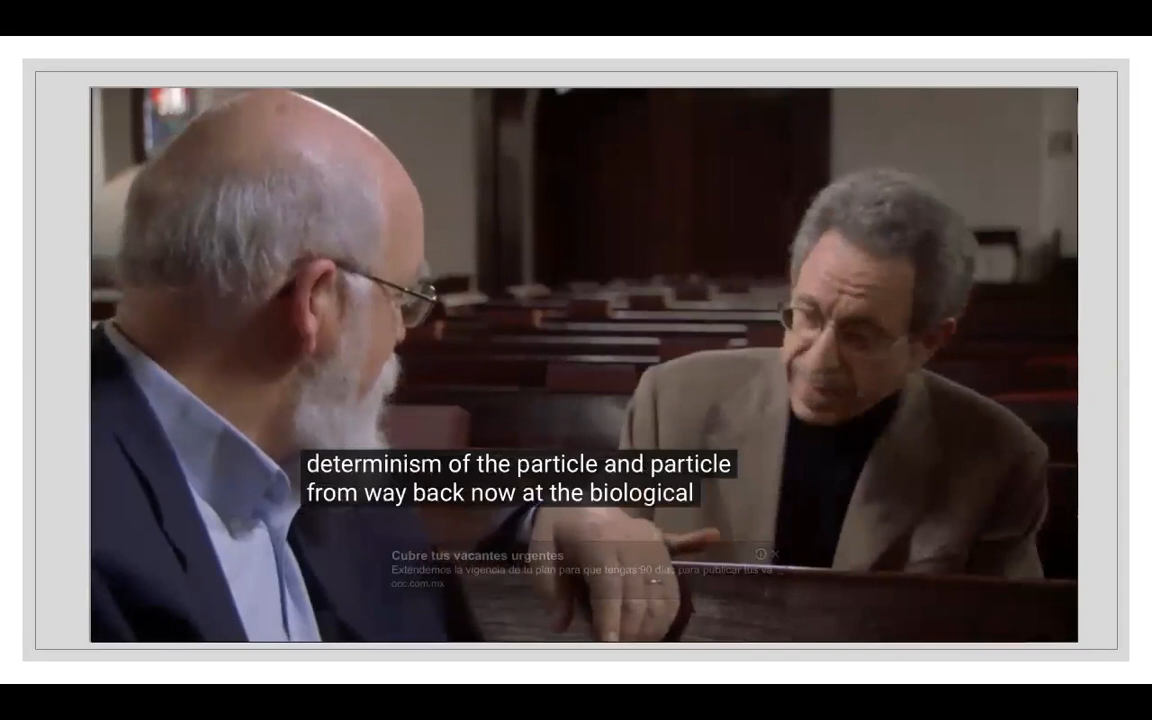 determinism of the particle and particle
from way back now at the biological
Cubre tus vacantes urgentes
Extendemos la vigencia de tu plan para que tengas 90 días para publicar tus va
occ.com.mx